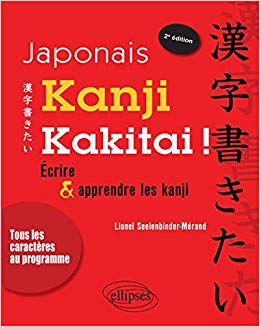 Japonais
2e édition
漢字書きたい
Kanji
Kakitai !
Écrire
& apprendre les kanji
Lionel Seelenbinder-Mérand
Tous les
caractères
au programme
ellipses
漢字書きたい